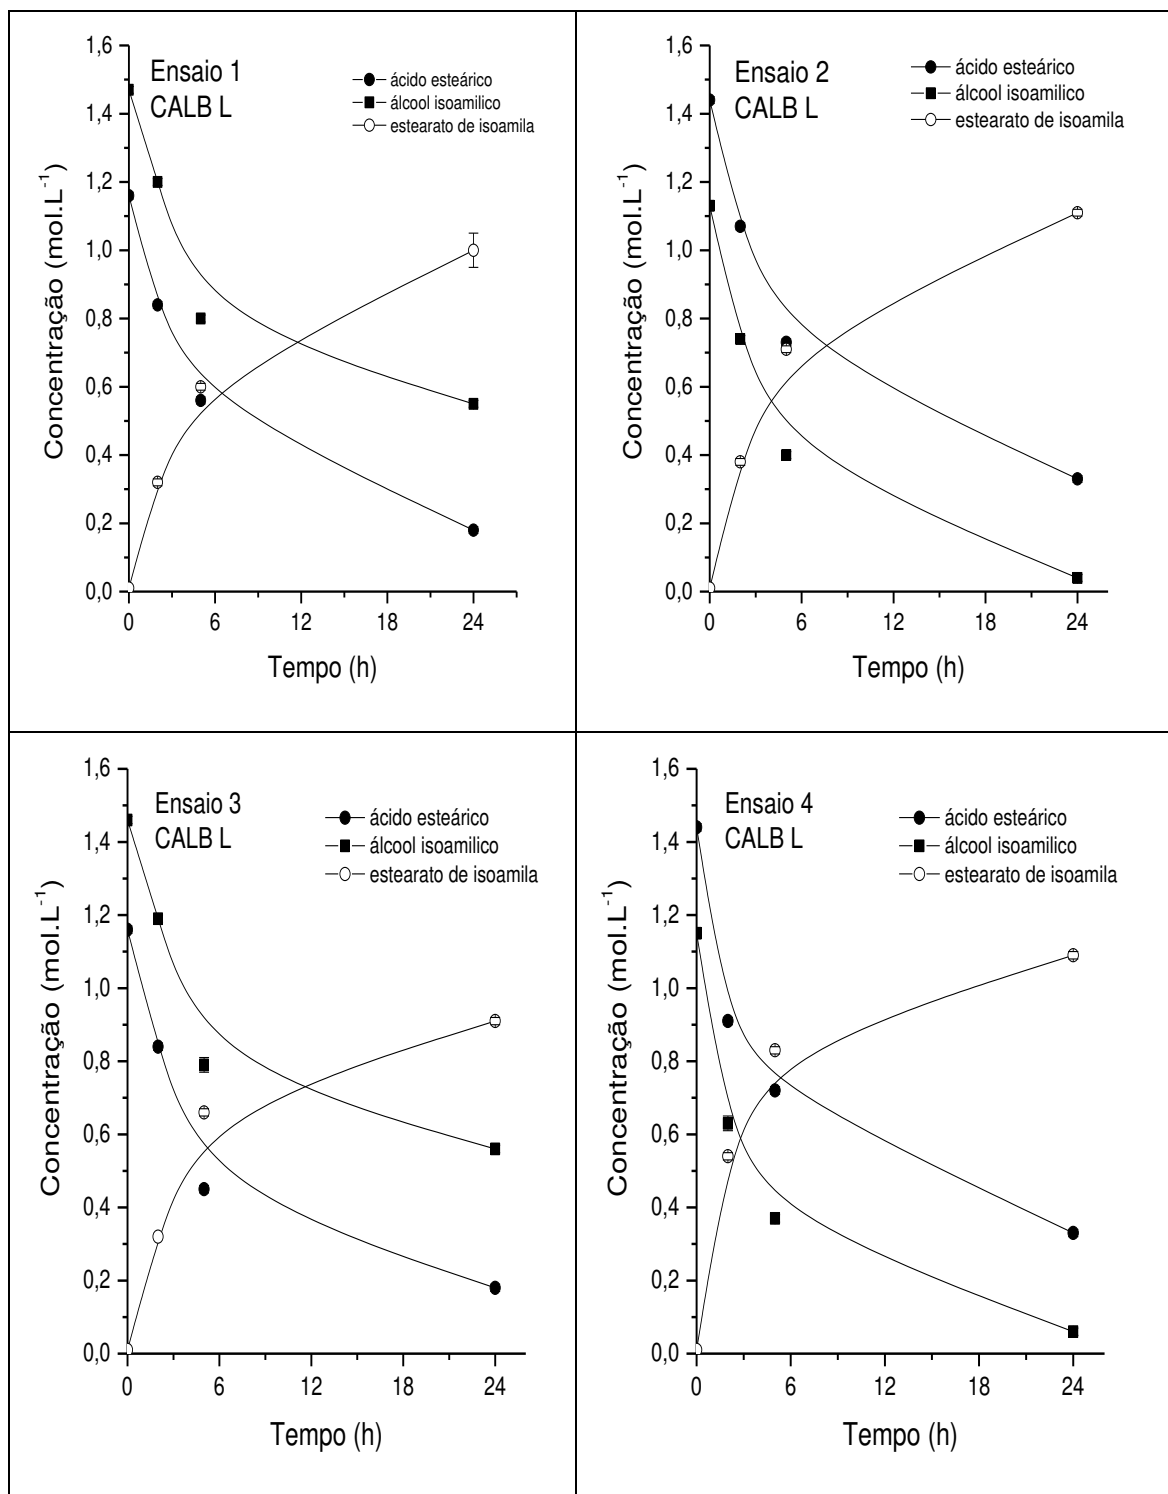 Ensaio 1
CALB L
ácido esteárico
álcool isoamilico
estearato de isoamila
Concentração (mol.L⁻¹)
1,6
1,4
1,2
1,0
0,8
0,6
0,4
0,2
0,0
0 6 12 18 24
Tempo (h)
Ensaio 2
CALB L
ácido esteárico
álcool isoamilico
estearato de isoamila
Concentração (mol.L⁻¹)
1,6
1,4
1,2
1,0
0,8
0,6
0,4
0,2
0,0
0 6 12 18 24
Tempo (h)
Ensaio 3
CALB L
ácido esteárico
álcool isoamilico
estearato de isoamila
Concentração (mol.L⁻¹)
1,6
1,4
1,2
1,0
0,8
0,6
0,4
0,2
0,0
0 6 12 18 24
Tempo (h)
Ensaio 4
CALB L
ácido esteárico
álcool isoamilico
estearato de isoamila
Concentração (mol.L⁻¹)
1,6
1,4
1,2
1,0
0,8
0,6
0,4
0,2
0,0
0 6 12 18 24
Tempo (h)